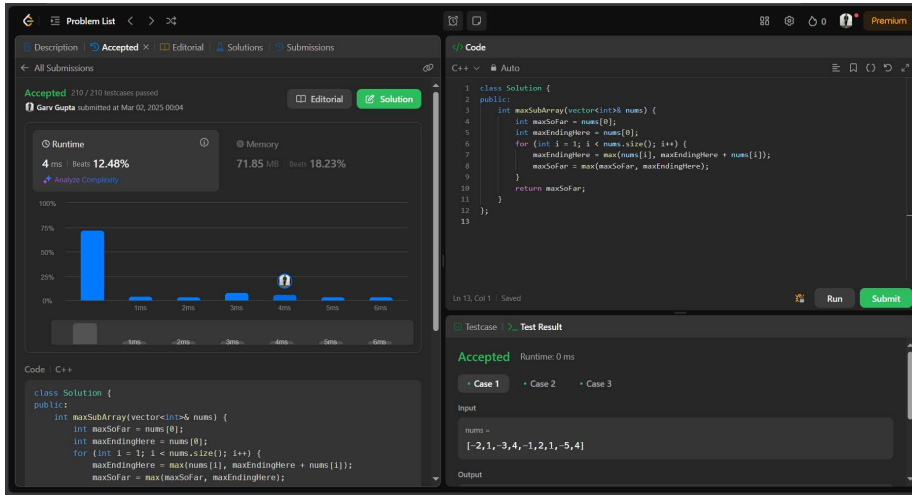 Problem List
0
Premium
Description
Accepted
Editorial
Solutions
Submissions
All Submissions
Accepted 210 / 210 testcases passed
Garv Gupta submitted at Mar 02, 2025 00:04
Editorial
Solution
Runtime
4 ms Beats 12.48%
Analyze Complexity
Memory
71.85 MB Beats 18.23%
100%
75%
50%
25%
0%
1ms 2ms 3ms 4ms 5ms 6ms
1ms 2ms 3ms 4ms 5ms 6ms
Code C++
class Solution {
public:
int maxSubArray(vector<int>& nums) {
int maxSoFar = nums[0];
int maxEndingHere = nums[0];
for (int i = 1; i < nums.size(); i++) {
maxEndingHere = max(nums[i], maxEndingHere + nums[i]);
maxSoFar = max(maxSoFar, maxEndingHere);
</> Code
C++ Auto
1 class Solution {
2 public:
3 int maxSubArray(vector<int>& nums) {
4 int maxSoFar = nums[0];
5 int maxEndingHere = nums[0];
6 for (int i = 1; i < nums.size(); i++) {
7 maxEndingHere = max(nums[i], maxEndingHere + nums[i]);
8 maxSoFar = max(maxSoFar, maxEndingHere);
9 }
10 return maxSoFar;
11 }
12 };
13
Ln 13, Col 1 Saved
Run
Submit
Testcase
Test Result
Accepted Runtime: 0 ms
Case 1
Case 2
Case 3
Input
nums =
[-2,1,-3,4,-1,2,1,-5,4]
Output